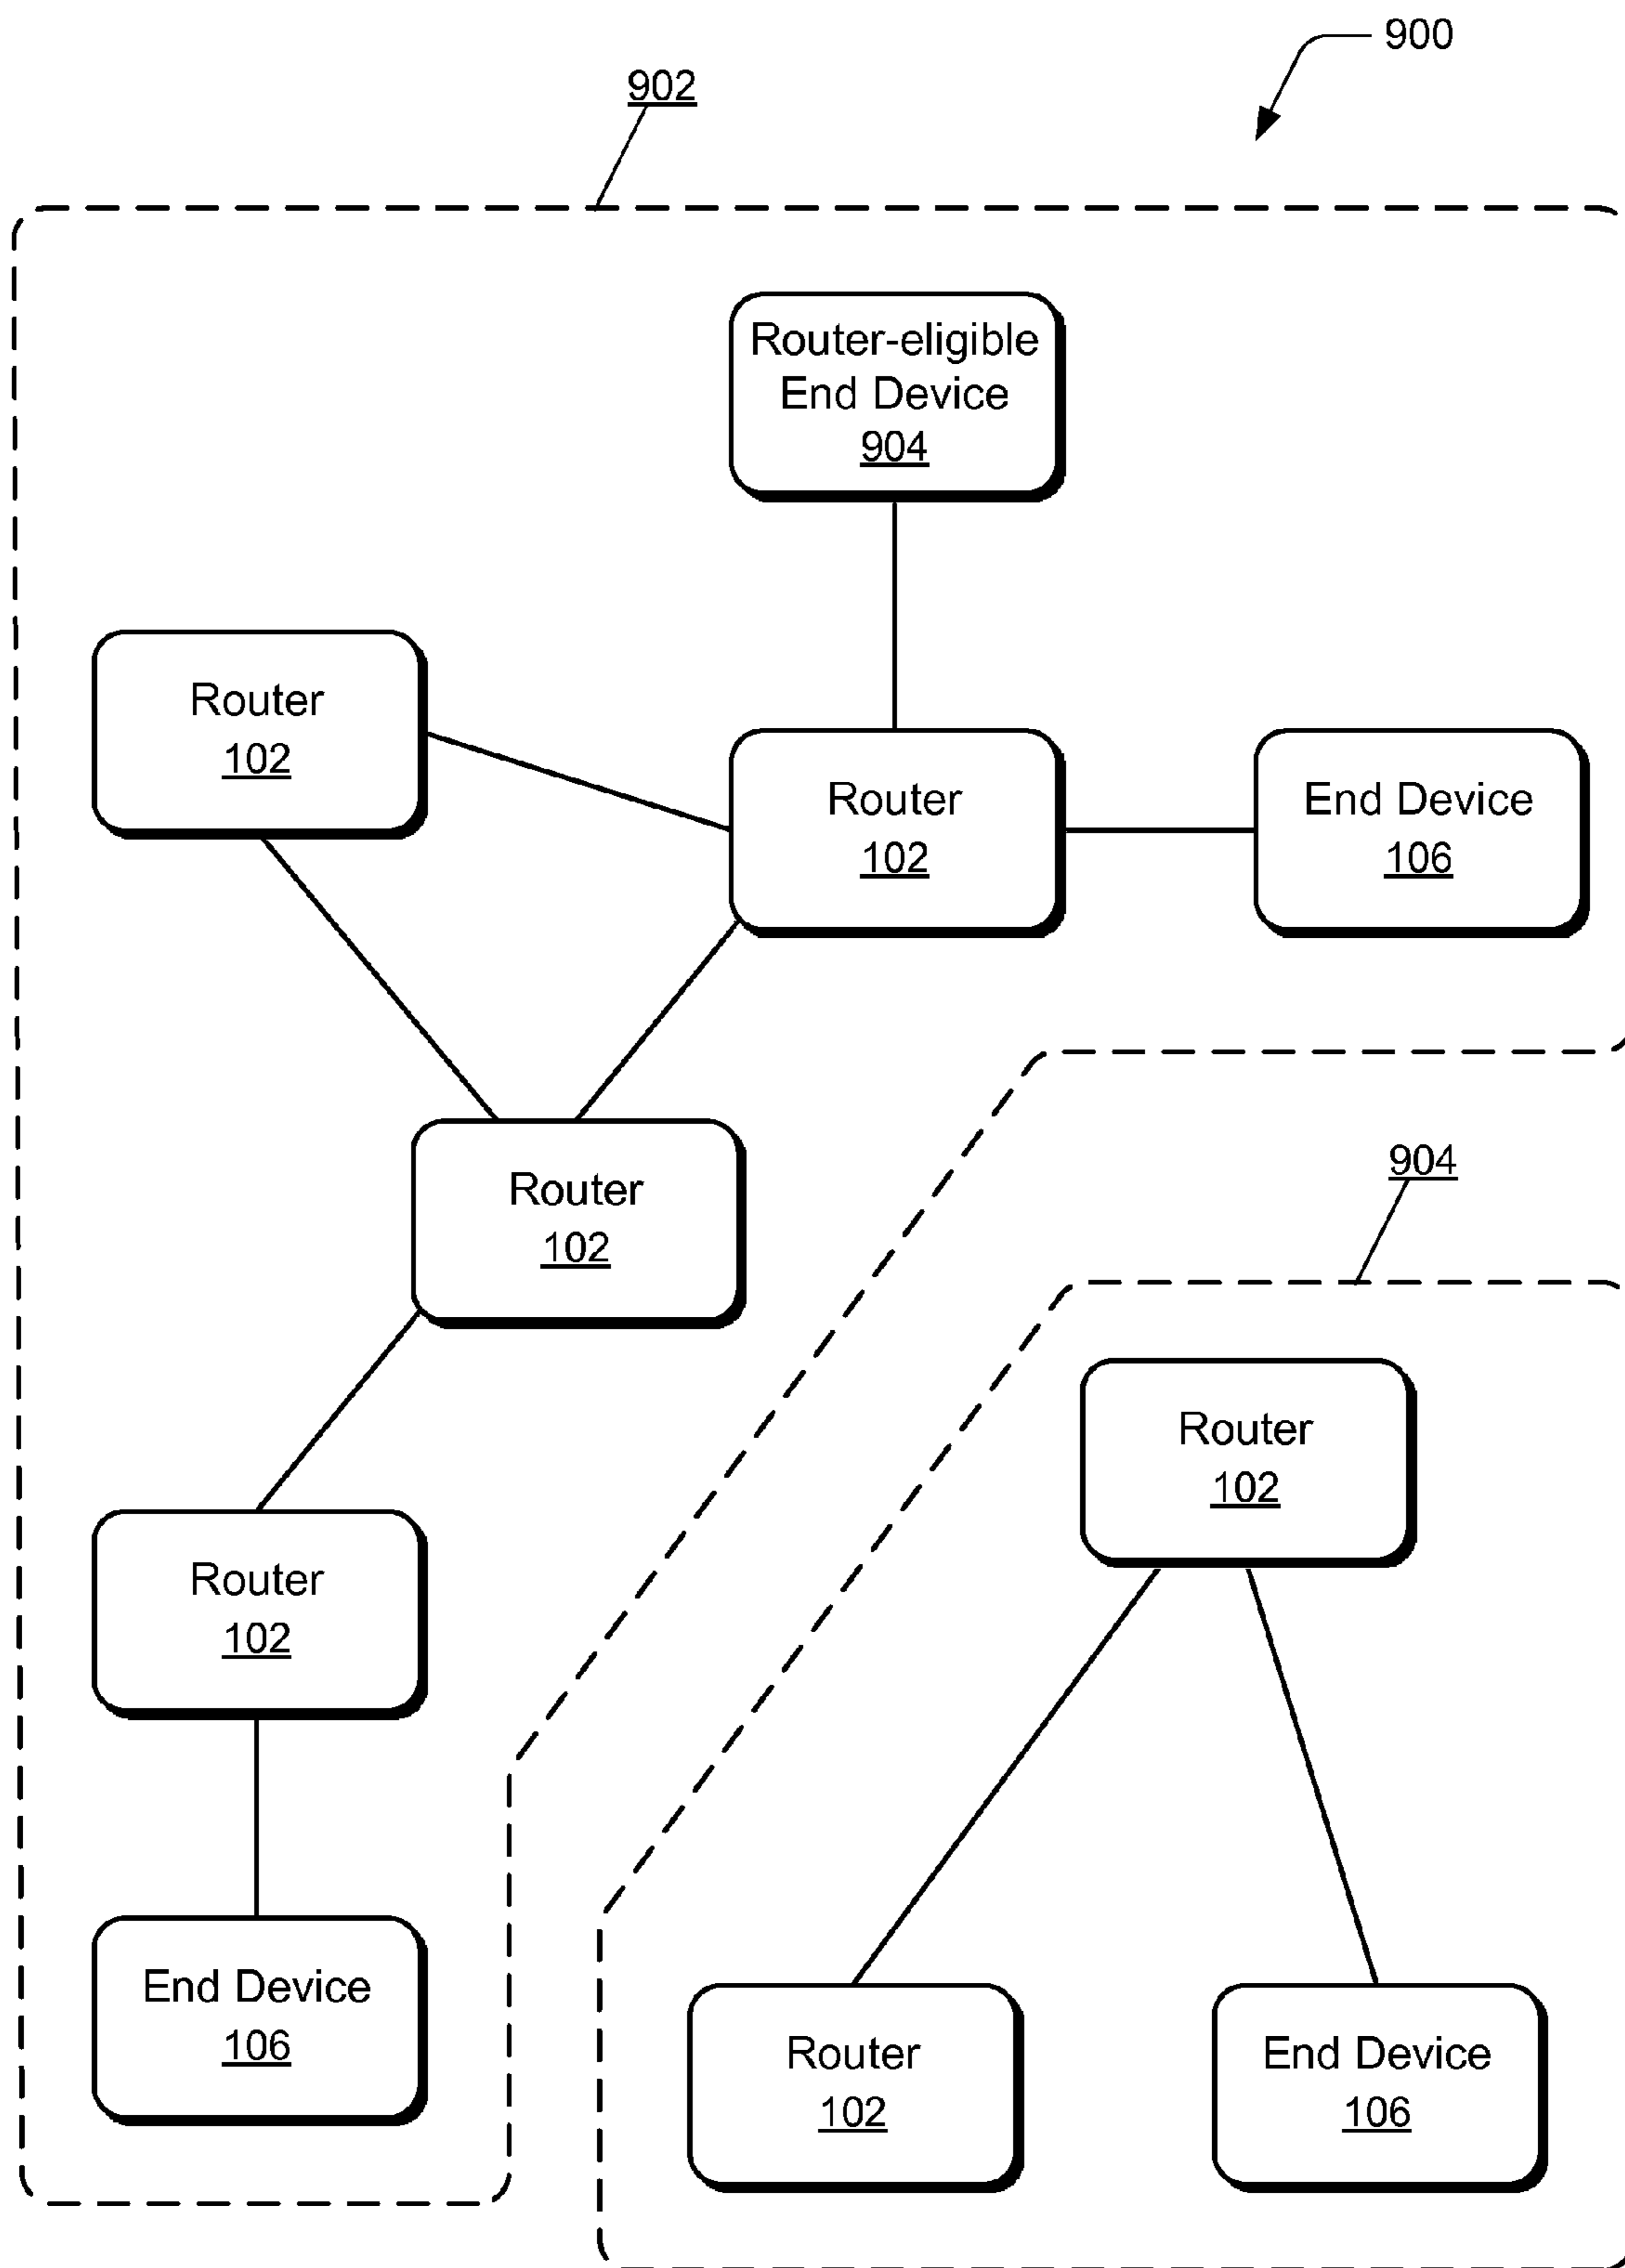 900
902
Router-eligible
End Device
904
Router
102
Router
102
End Device
106
Router
102
904
Router
102
Router
102
End Device
106
Router
102
End Device
106